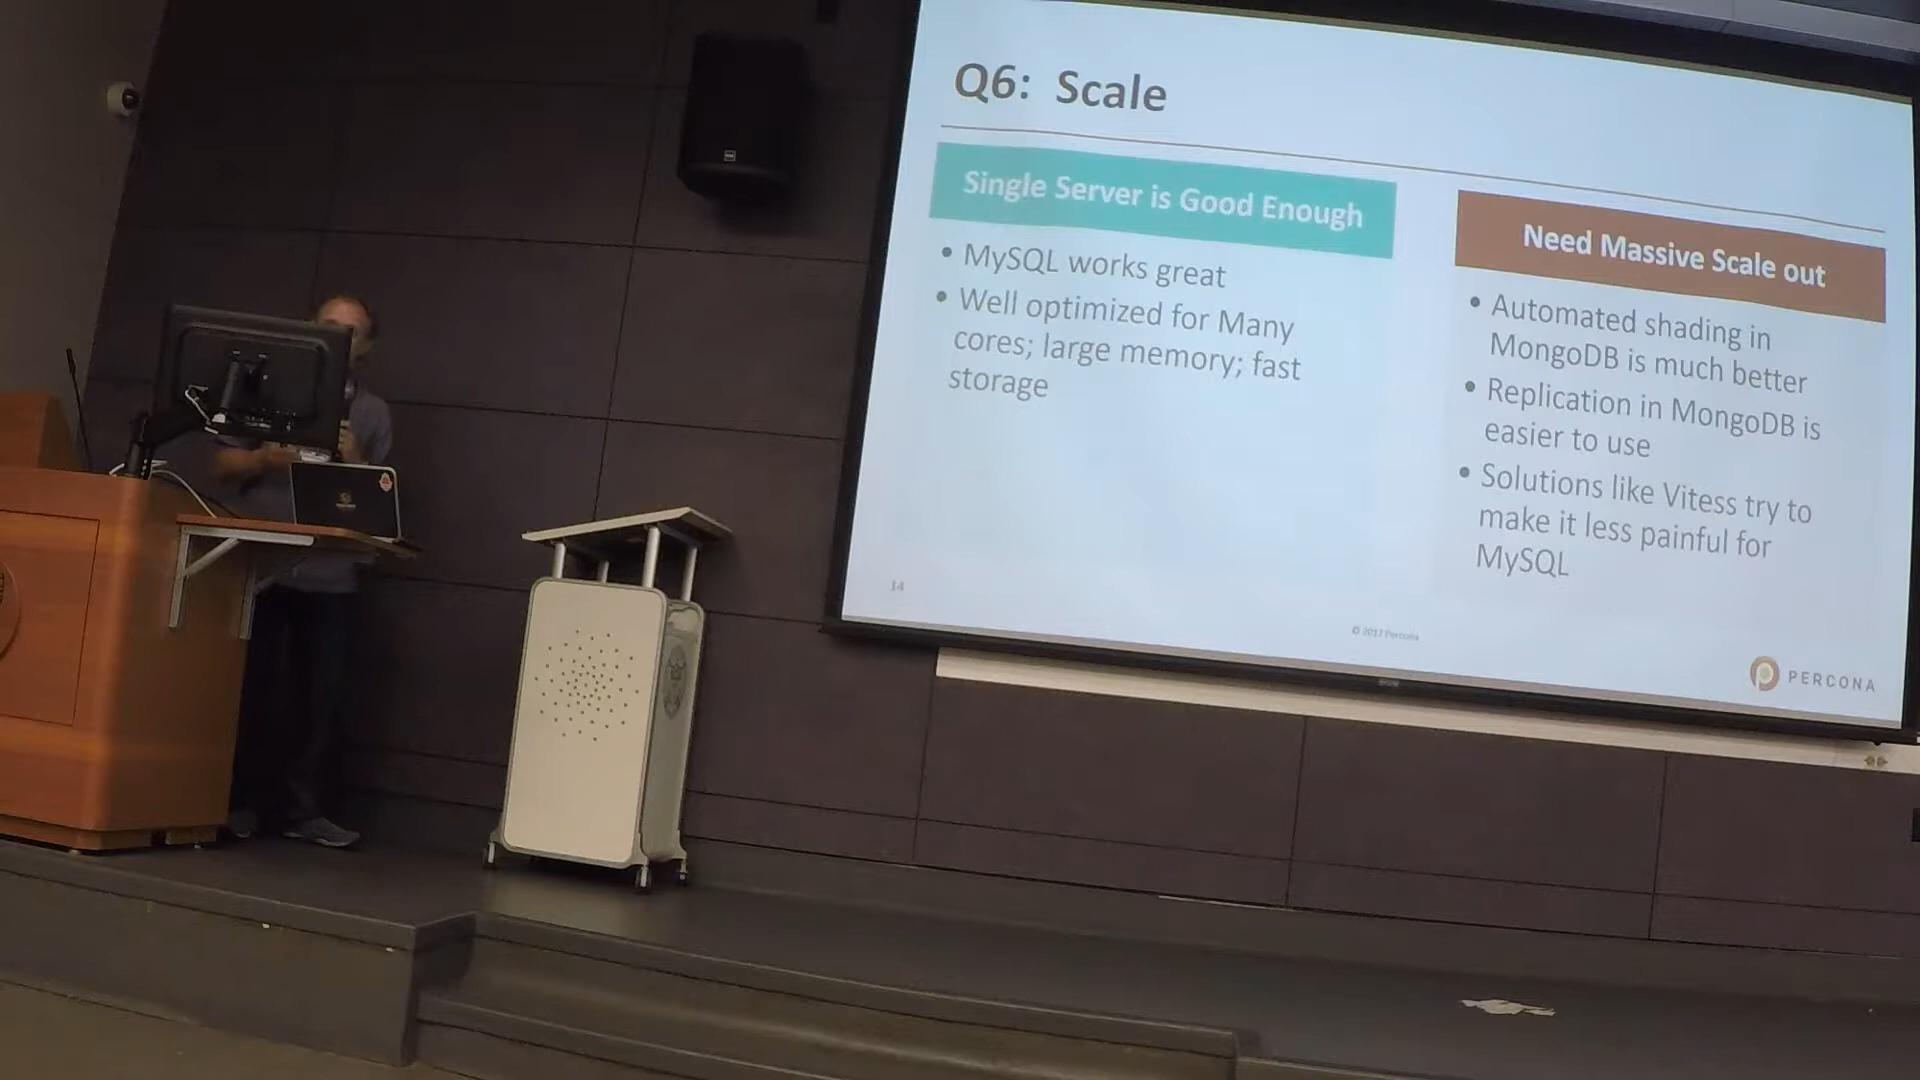 Q6: Scale
Single Server is Good Enough
• MySQL works great
• Well optimized for Many
cores; large memory; fast
storage
Need Massive Scale out
• Automated shading in
MongoDB is much better
• Replication in MongoDB is
easier to use
• Solutions like Vitess try to
make it less painful for
MySQL
14
© 2017 Percona
PERCONA